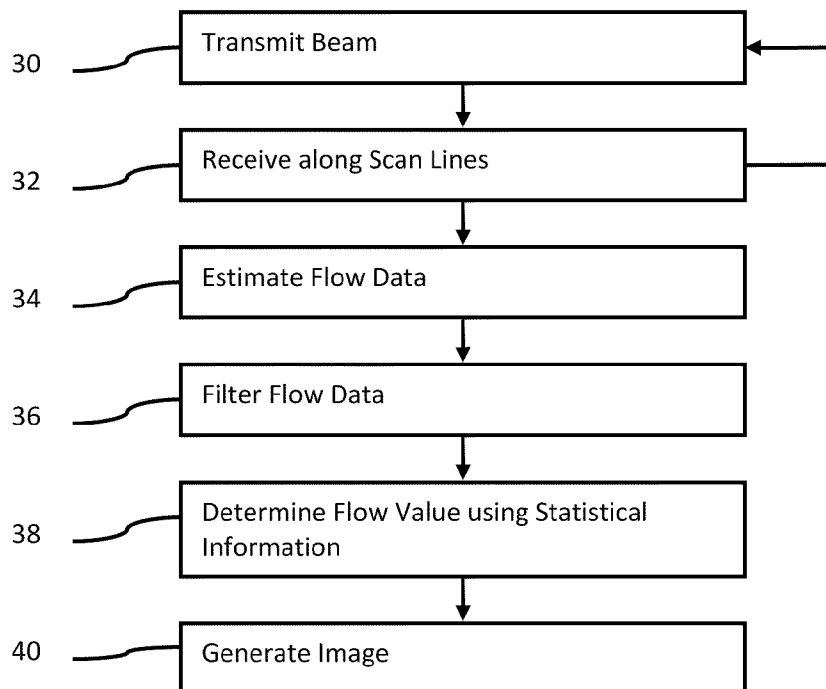 30
Transmit Beam
32
Receive along Scan Lines
34
Estimate Flow Data
36
Filter Flow Data
38
Determine Flow Value using Statistical
Information
40
Generate Image